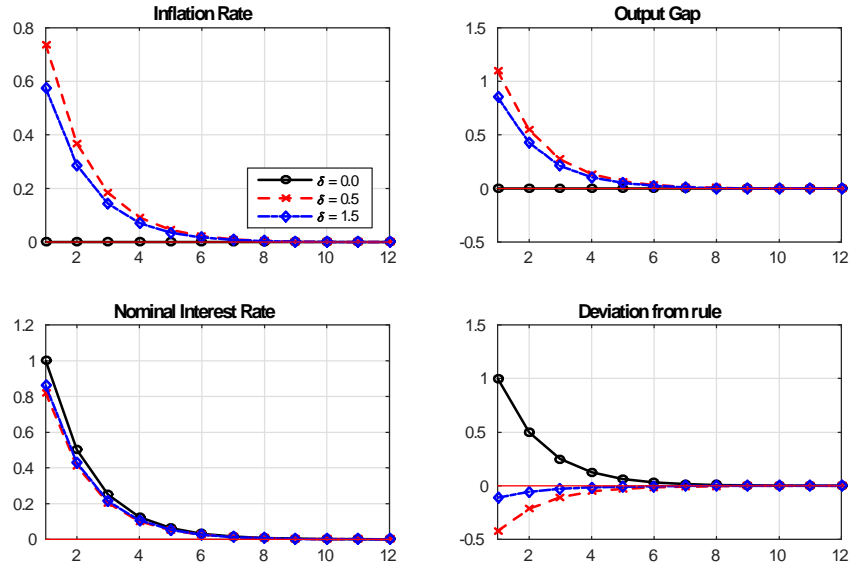 Inflation Rate
0.8
0.6
0.4
0.2
0
2 4 6 8 10 12
δ = 0.0
δ = 0.5
δ = 1.5
Output Gap
1.5
1
0.5
0
-0.5
2 4 6 8 10 12
Nominal Interest Rate
1.2
1
0.8
0.6
0.4
0.2
0
2 4 6 8 10 12
Deviation from rule
1.5
1
0.5
0
-0.5
2 4 6 8 10 12